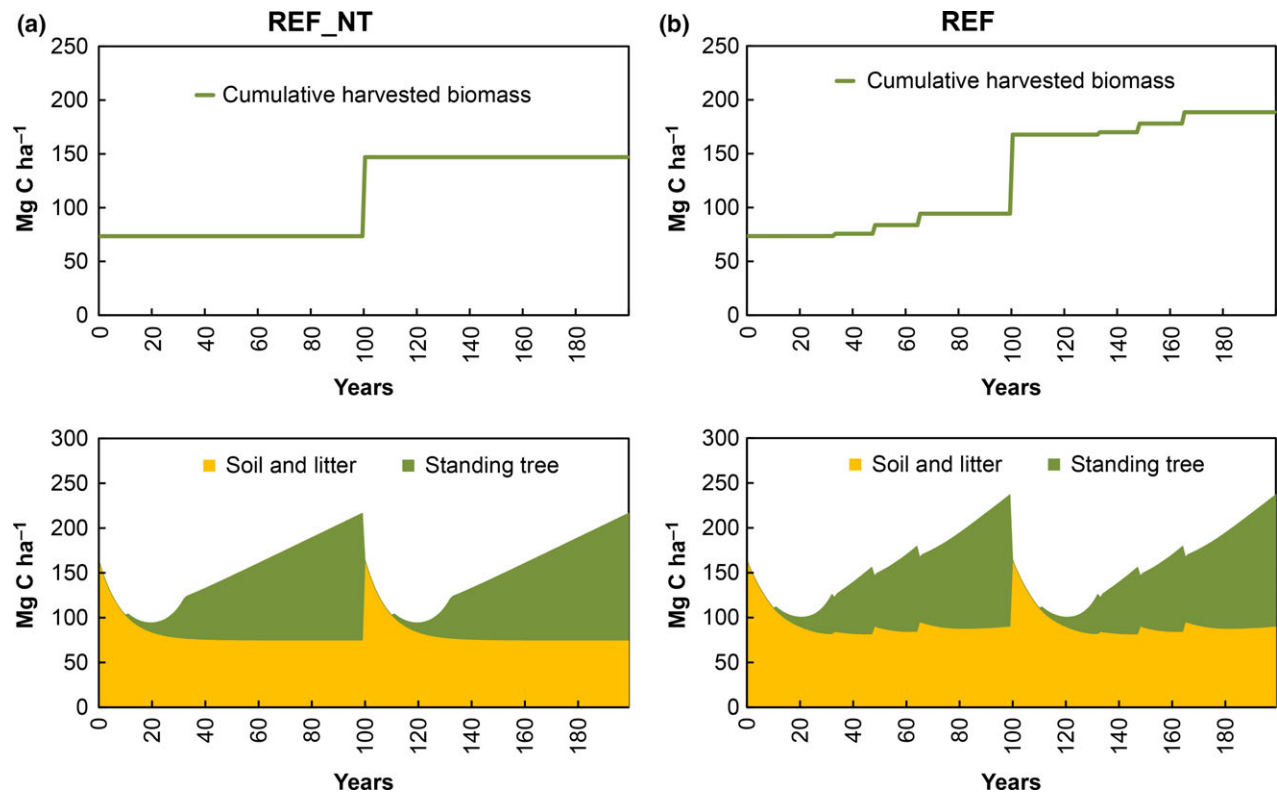 (a) REF_NT
250
200
150
100
50
0
Mg C ha⁻¹
Cumulative harvested biomass
0 20 40 60 80 100 120 140 160 180
Years
(b) REF
250
200
150
100
50
0
Mg C ha⁻¹
Cumulative harvested biomass
0 20 40 60 80 100 120 140 160 180
Years
300
250
200
150
100
50
0
Mg C ha⁻¹
Soil and litter Standing tree
0 20 40 60 80 100 120 140 160 180
Years
300
250
200
150
100
50
0
Mg C ha⁻¹
Soil and litter Standing tree
0 20 40 60 80 100 120 140 160 180
Years